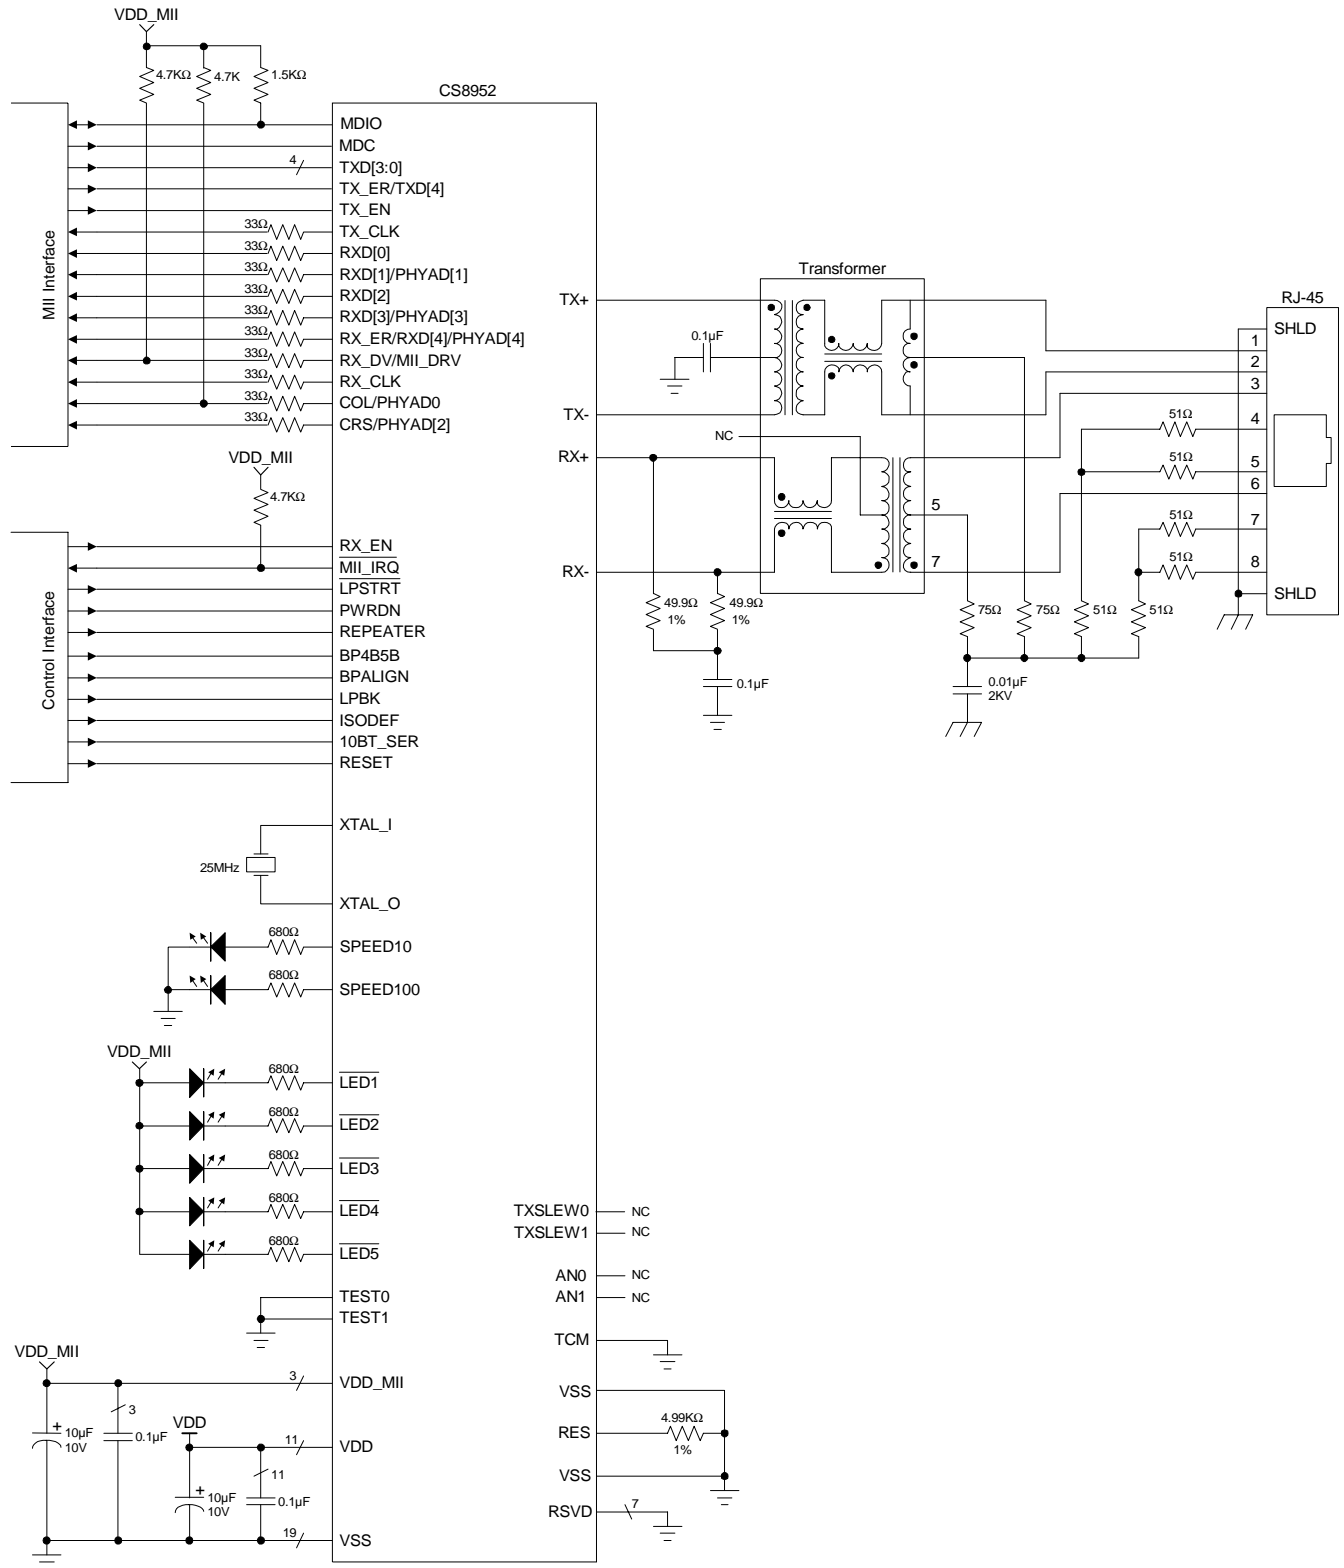 VDD_MII
4.7KΩ
4.7K
1.5KΩ
CS8952
MII Interface
MDIO
MDC
4
TXD[3:0]
TX_ER/TXD[4]
TX_EN
33Ω
TX_CLK
33Ω
RXD[0]
33Ω
RXD[1]/PHYAD[1]
33Ω
RXD[2]
33Ω
RXD[3]/PHYAD[3]
33Ω
RX_ER/RXD[4]/PHYAD[4]
33Ω
RX_DV/MII_DRV
33Ω
RX_CLK
33Ω
COL/PHYAD0
33Ω
CRS/PHYAD[2]
VDD_MII
4.7KΩ
Control Interface
RX_EN
MII_IRQ
LPSTRT
PWRDN
REPEATER
BP4B5B
BPALIGN
LPBK
ISODEF
10BT_SER
RESET
XTAL_I
25MHz
XTAL_O
680Ω
SPEED10
680Ω
SPEED100
VDD_MII
680Ω
LED1
680Ω
LED2
680Ω
LED3
680Ω
LED4
680Ω
LED5
TEST0
TEST1
VDD_MII
3
VDD_MII
3
10µF
10V
+
0.1µF
VDD
11
VDD
11
+
10µF
10V
0.1µF
19
VSS
TX+
0.1µF
TX-
NC
RX+
RX-
Transformer
5
7
49.9Ω
1%
49.9Ω
1%
0.1µF
75Ω
75Ω
51Ω
51Ω
0.01µF
2KV
RJ-45
SHLD
1
2
3
51Ω
4
51Ω
5
6
51Ω
7
51Ω
8
SHLD
TXSLEW0
NC
TXSLEW1
NC
AN0
NC
AN1
NC
TCM
VSS
RES
4.99KΩ
1%
VSS
RSVD
7